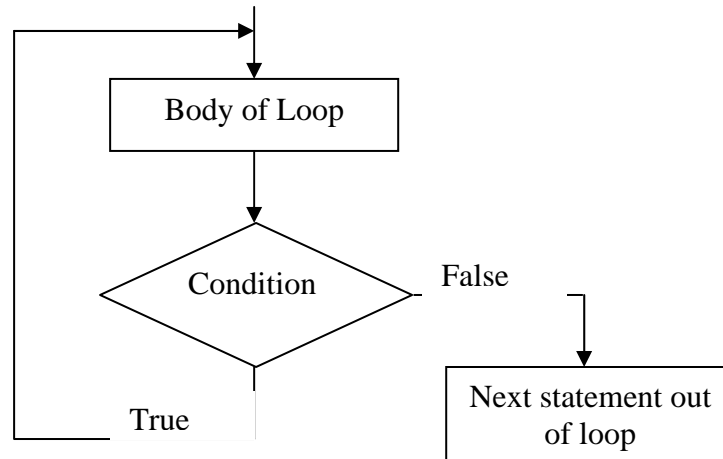 Body of Loop
Condition
False
True
Next statement out
of loop